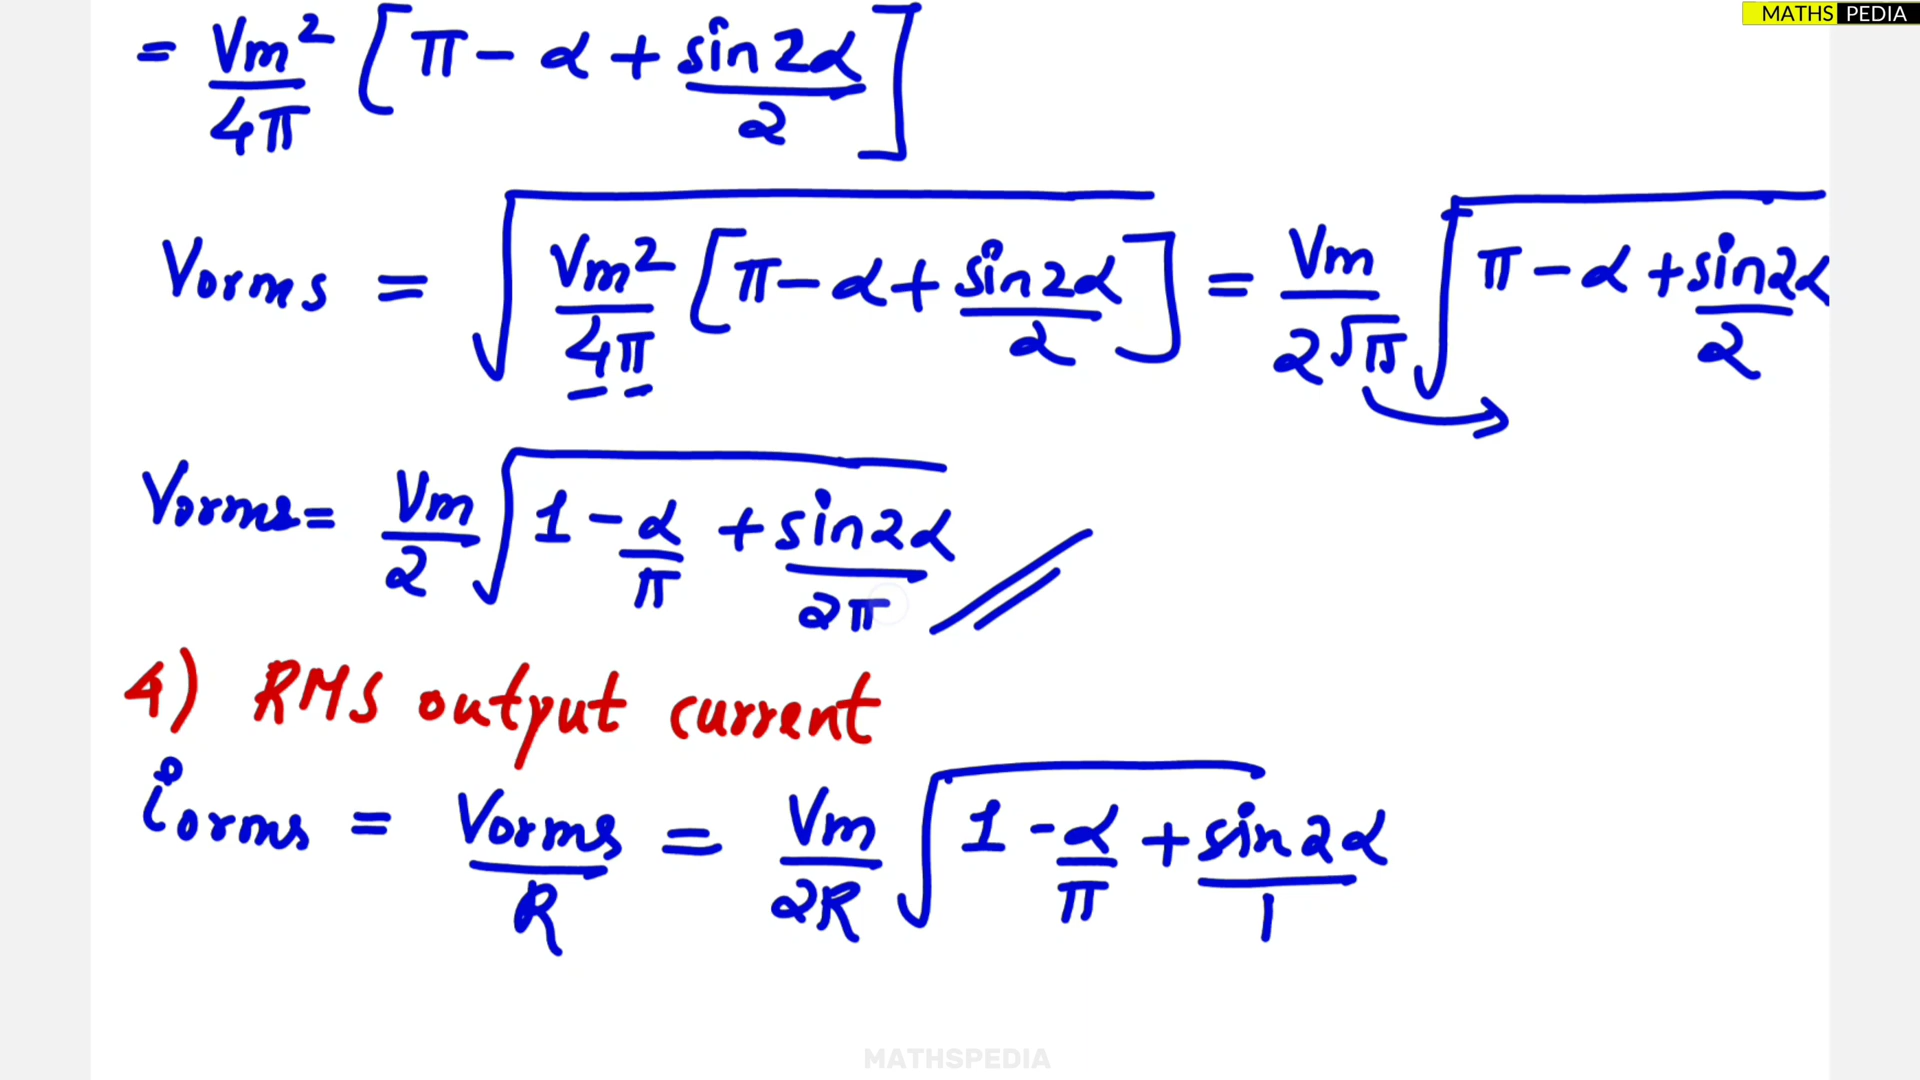 MATHS PEDIA
= Vm²/4π [π - α + sin2α/2]
Vorms = √(Vm²/4π [π - α + sin2α/2]) = Vm/2√π √(π - α + sin2α/2)
Vorms = Vm/2 √(1 - α/π + sin2α/2π)
4) RMS output current
iorms = Vorms/R = Vm/2R √(1 - α/π + sin2α/1)
MATHSPEDIA